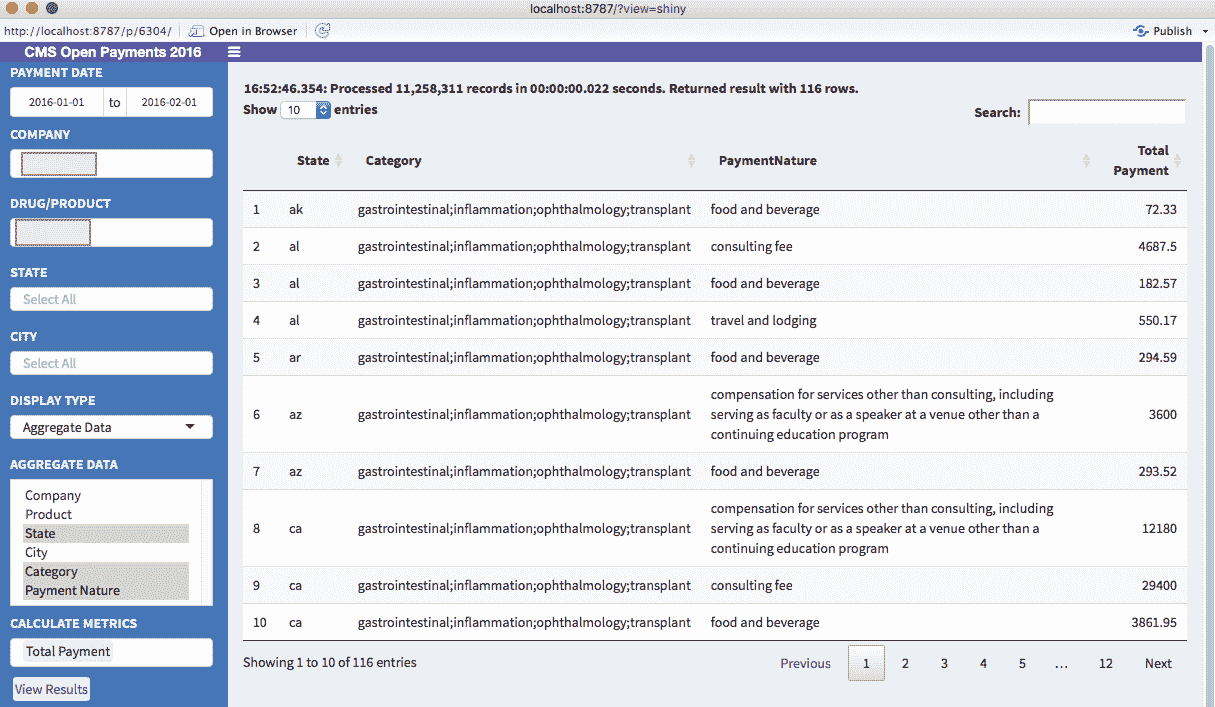 localhost:8787/?view=shiny
http://localhost:8787/p/6304/ Open in Browser Publish
CMS Open Payments 2016
PAYMENT DATE
2016-01-01 to 2016-02-01
COMPANY
DRUG/PRODUCT
STATE
Select All
CITY
Select All
DISPLAY TYPE
Aggregate Data
AGGREGATE DATA
Company
Product
State
City
Category
Payment Nature
CALCULATE METRICS
Total Payment
View Results
16:52:46.354: Processed 11,258,311 records in 00:00:00.022 seconds. Returned result with 116 rows.
Show 10 entries
Search:
State Category PaymentNature Total
Payment
1 ak gastrointestinal;inflammation;ophthalmology;transplant food and beverage 72.33
2 al gastrointestinal;inflammation;ophthalmology;transplant consulting fee 4687.5
3 al gastrointestinal;inflammation;ophthalmology;transplant food and beverage 182.57
4 al gastrointestinal;inflammation;ophthalmology;transplant travel and lodging 550.17
5 ar gastrointestinal;inflammation;ophthalmology;transplant food and beverage 294.59
compensation for services other than consulting, including
6 az gastrointestinal;inflammation;ophthalmology;transplant serving as faculty or as a speaker at a venue other than a 3600
continuing education program
7 az gastrointestinal;inflammation;ophthalmology;transplant food and beverage 293.52
compensation for services other than consulting, including
8 ca gastrointestinal;inflammation;ophthalmology;transplant serving as faculty or as a speaker at a venue other than a 12180
continuing education program
9 ca gastrointestinal;inflammation;ophthalmology;transplant consulting fee 29400
10 ca gastrointestinal;inflammation;ophthalmology;transplant food and beverage 3861.95
Showing 1 to 10 of 116 entries
Previous 1 2 3 4 5 ... 12 Next